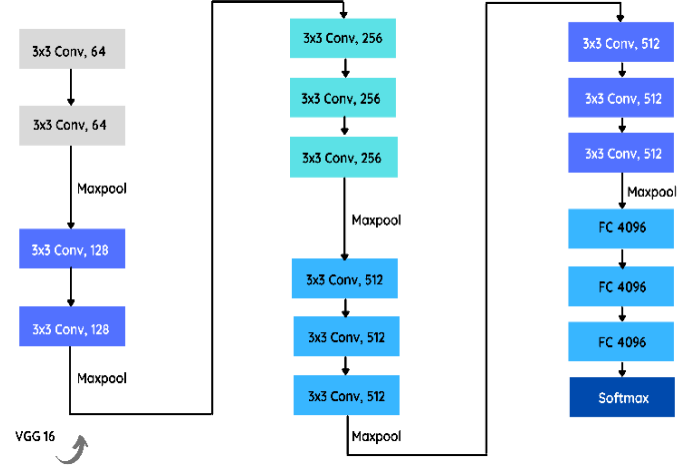 3x3 Conv, 64
3x3 Conv, 64
Maxpool
3x3 Conv, 128
3x3 Conv, 128
Maxpool
VGG 16
3x3 Conv, 256
3x3 Conv, 256
3x3 Conv, 256
Maxpool
3x3 Conv, 512
3x3 Conv, 512
3x3 Conv, 512
Maxpool
3x3 Conv, 512
3x3 Conv, 512
3x3 Conv, 512
Maxpool
FC 4096
FC 4096
FC 4096
Softmax